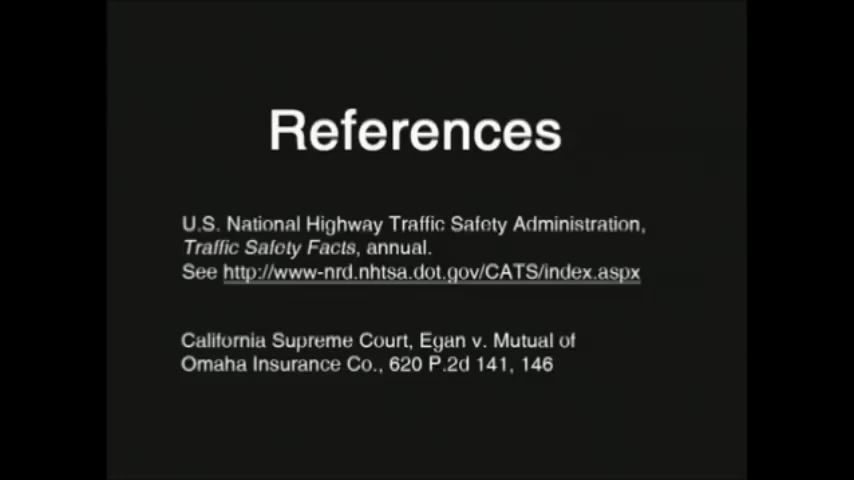 References
U.S. National Highway Traffic Safety Administration,
Traffic Safety Facts, annual.
See http://www-nrd.nhtsa.dot.gov/CATS/index.aspx
California Supreme Court, Egan v. Mutual of
Omaha Insurance Co., 620 P.2d 141, 146